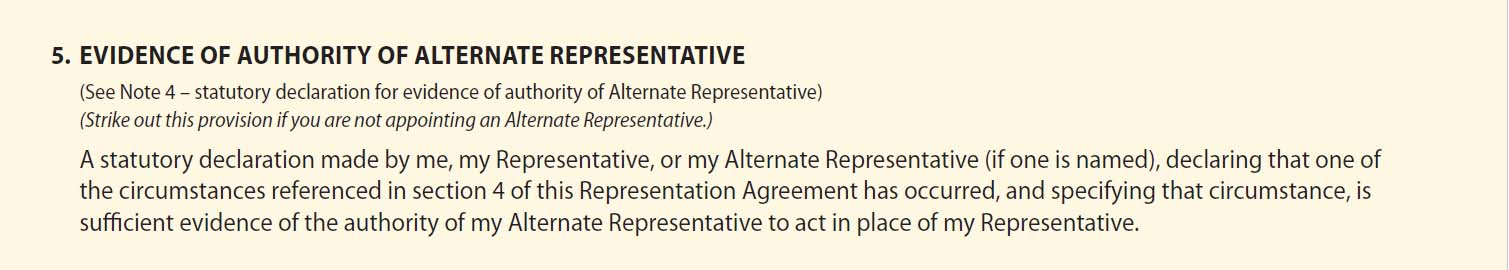 5. EVIDENCE OF AUTHORITY OF ALTERNATE REPRESENTATIVE
(See Note 4 – statutory declaration for evidence of authority of Alternate Representative)
(Strike out this provision if you are not appointing an Alternate Representative.)
A statutory declaration made by me, my Representative, or my Alternate Representative (if one is named), declaring that one of
the circumstances referenced in section 4 of this Representation Agreement has occurred, and specifying that circumstance, is
sufficient evidence of the authority of my Alternate Representative to act in place of my Representative.